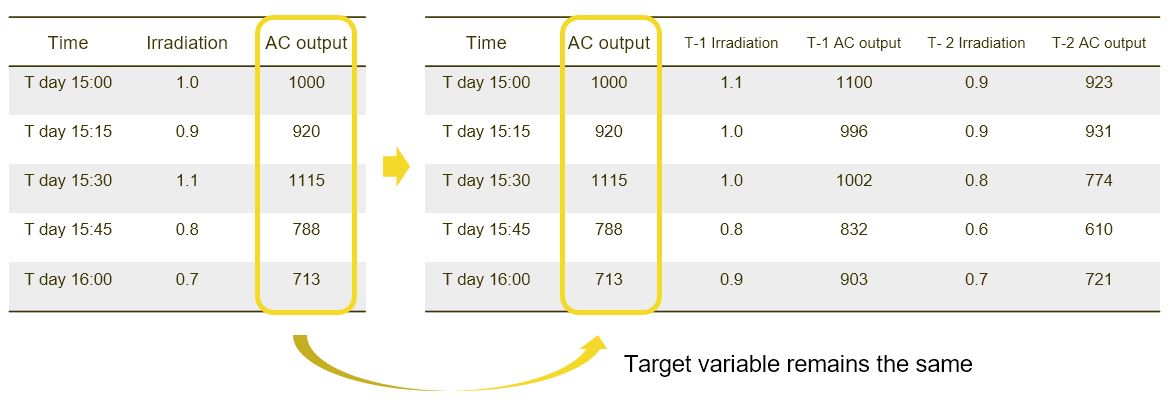 Time Irradiation AC output
T day 15:00 1.0 1000
T day 15:15 0.9 920
T day 15:30 1.1 1115
T day 15:45 0.8 788
T day 16:00 0.7 713
Time AC output T-1 Irradiation T-1 AC output T- 2 Irradiation T-2 AC output
T day 15:00 1000 1.1 1100 0.9 923
T day 15:15 920 1.0 996 0.9 931
T day 15:30 1115 1.0 1002 0.8 774
T day 15:45 788 0.8 832 0.6 610
T day 16:00 713 0.9 903 0.7 721
Target variable remains the same